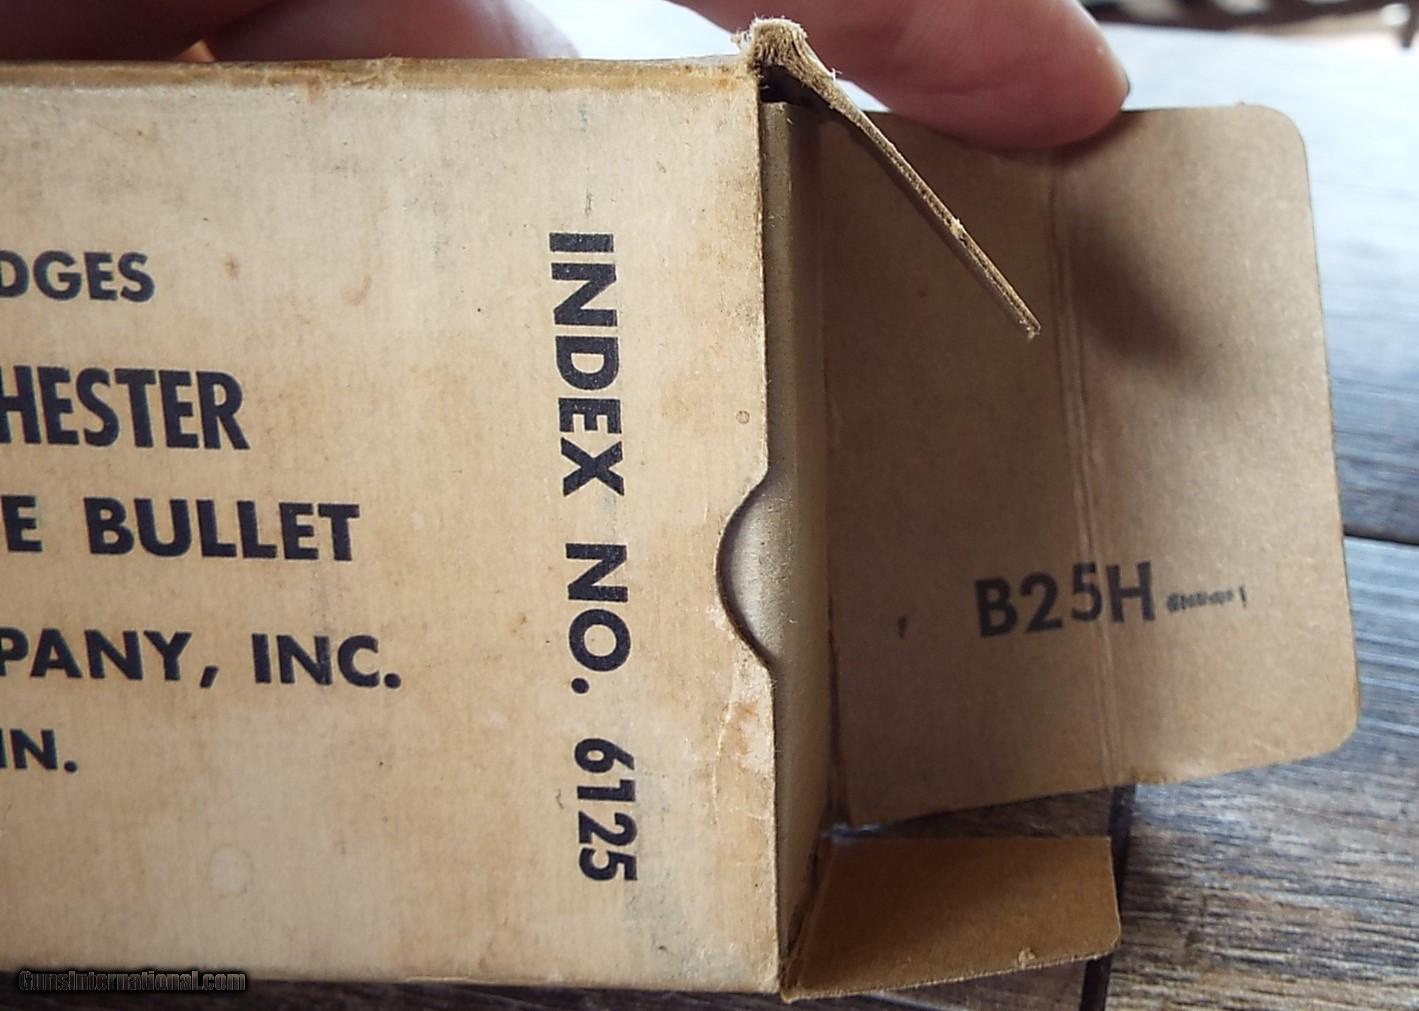 DGES
HESTER
E BULLET
PANY, INC.
IN.
INDEX NO. 6125
B25H
GunsInternational.com